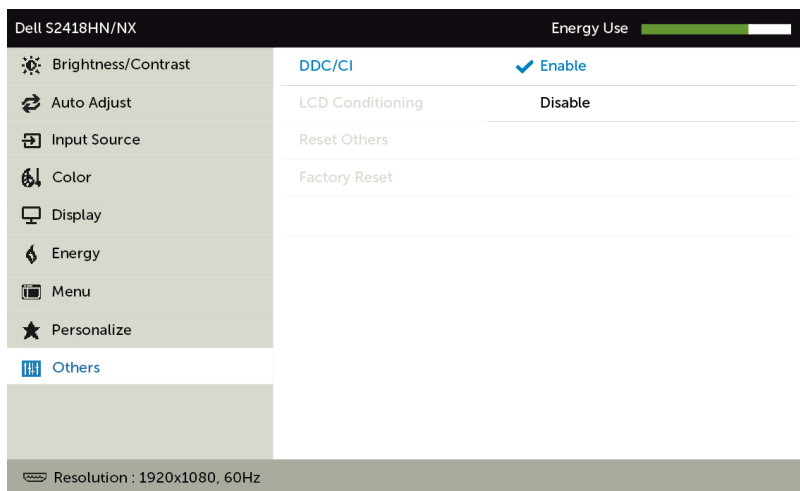 Dell S2418HN/NX Energy Use
Brightness/Contrast DDC/CI Enable
Auto Adjust LCD Conditioning Disable
Input Source Reset Others
Color Factory Reset
Display
Energy
Menu
Personalize
Others
Resolution : 1920x1080, 60Hz